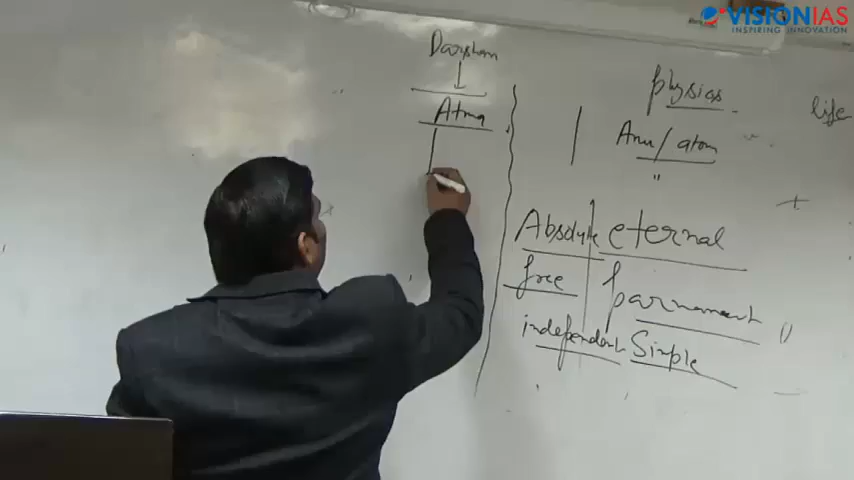 VISIONIAS
INSPIRING INNOVATION
Darshan
Atma
physics
life
Anu / atom
"
Absolute eternal
free parmanent
independent Simple